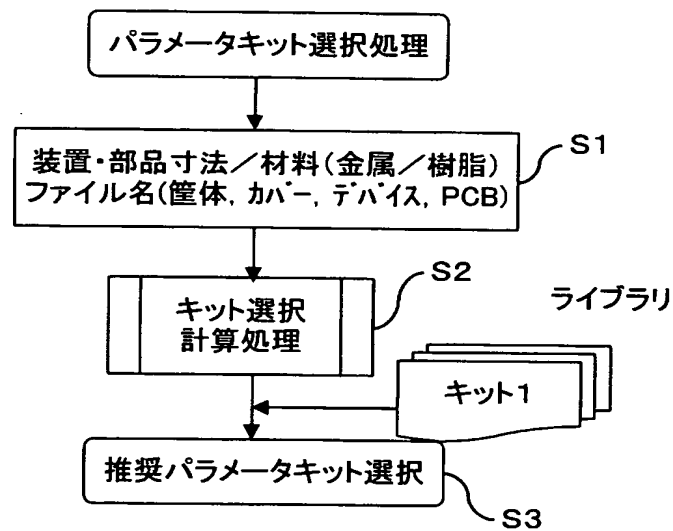 パラメータキット選択処理
装置・部品寸法／材料（金属／樹脂）
ファイル名（筐体，ｶﾊﾞｰ，ﾃﾞﾊﾞｲｽ，PCB）
S1
キット選択
計算処理
S2
ライブラリ
キット1
推奨パラメータキット選択
S3